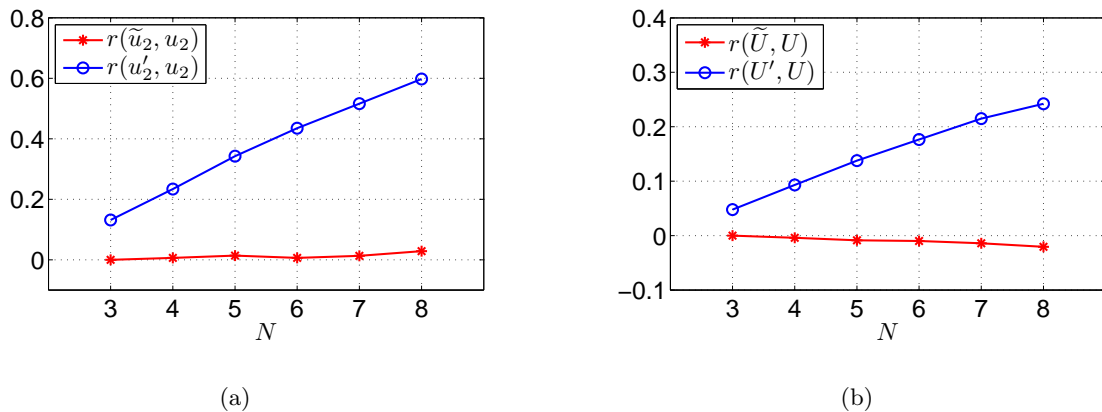 0.8
0.6
0.4
0.2
0
r(ũ₂, u₂)
r(u′₂, u₂)
3 4 5 6 7 8
N
(a)
0.4
0.3
0.2
0.1
0
−0.1
r(Ũ, U)
r(U′, U)
3 4 5 6 7 8
N
(b)